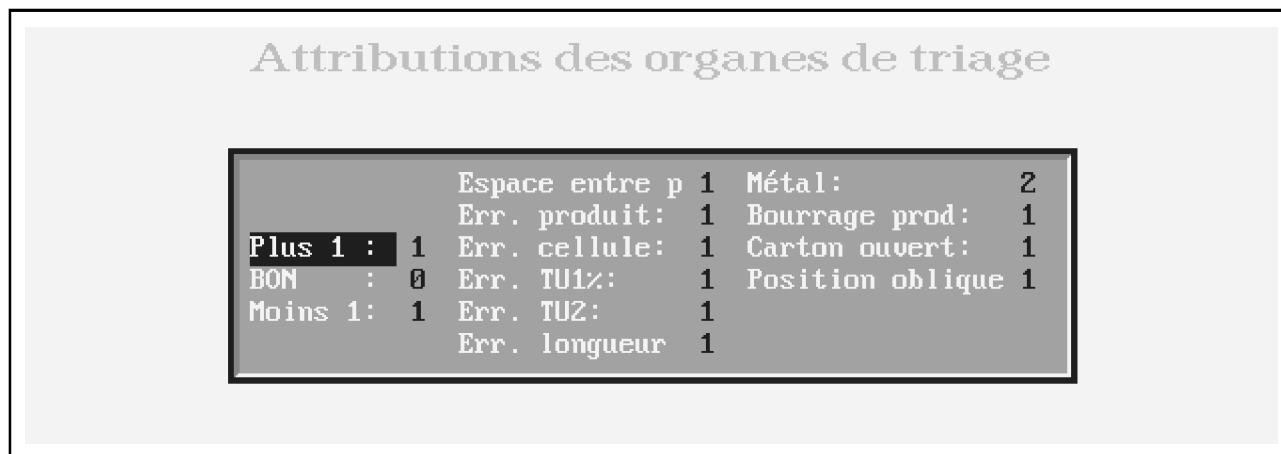 Attributions des organes de triage
Espace entre p 1 Métal: 2
Err. produit: 1 Bourrage prod: 1
Plus 1 : 1 Err. cellule: 1 Carton ouvert: 1
BON : 0 Err. TU1%: 1 Position oblique 1
Moins 1: 1 Err. TU2: 1
Err. longueur 1